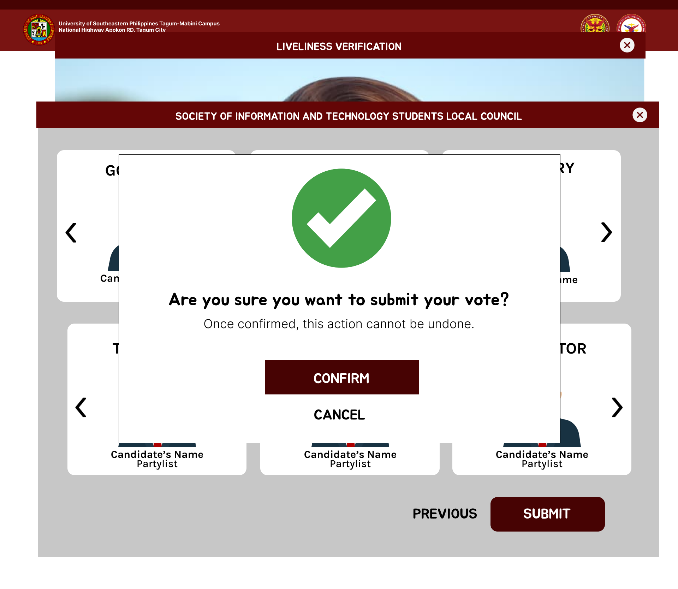 University of Southeastern Philippines Tagum-Mabini Campus
National Highway Apokon RD, Tagum City
LIVELINESS VERIFICATION
SOCIETY OF INFORMATION AND TECHNOLOGY STUDENTS LOCAL COUNCIL
GO
RY
Can
me
Are you sure you want to submit your vote?
Once confirmed, this action cannot be undone.
T
TOR
CONFIRM
CANCEL
Candidate's Name
Partylist
Candidate's Name
Partylist
Candidate's Name
Partylist
PREVIOUS
SUBMIT